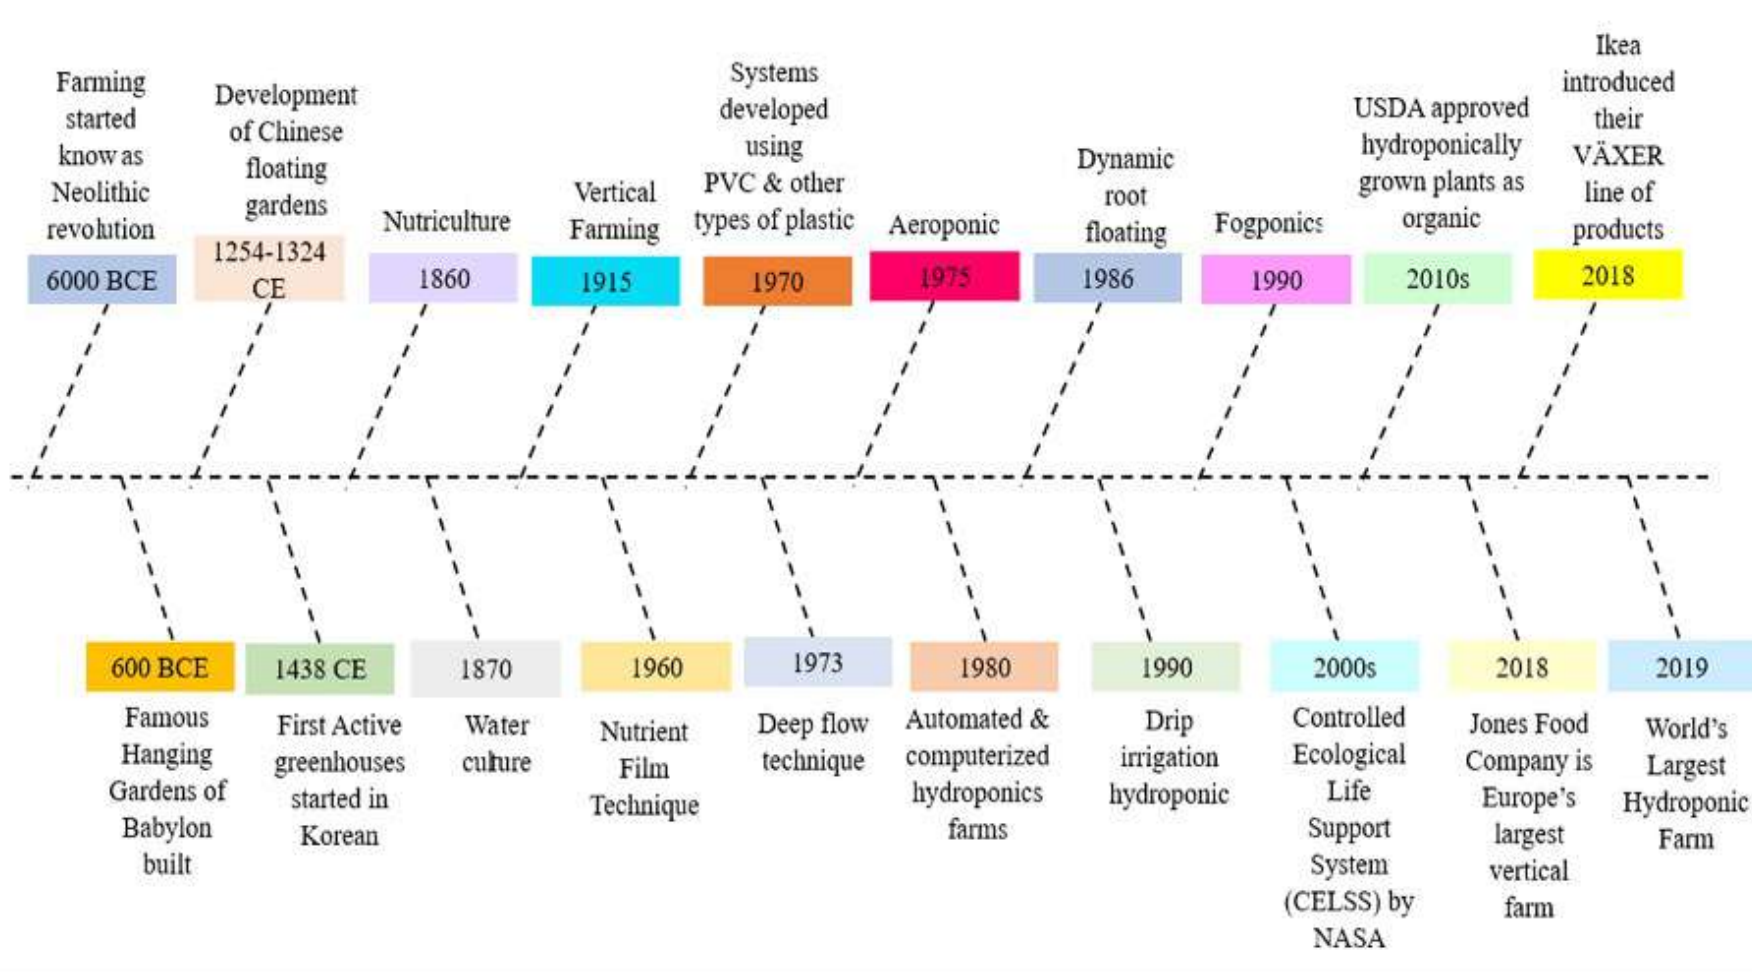 Farming
started
know as
Neolithic
revolution
6000 BCE
Development
of Chinese
floating
gardens
1254-1324
CE
Nutriculture
1860
Vertical
Farming
1915
Systems
developed
using
PVC & other
types of plastic
1970
Aeroponic
1975
Dynamic
root
floating
1986
Fogponics
1990
USDA approved
hydroponically
grown plants as
organic
2010s
Ikea
introduced
their
VÄXER
line of
products
2018
600 BCE
Famous
Hanging
Gardens of
Babylon
built
1438 CE
First Active
greenhouses
started in
Korean
1870
Water
culture
1960
Nutrient
Film
Technique
1973
Deep flow
technique
1980
Automated &
computerized
hydroponics
farms
1990
Drip
irrigation
hydroponic
2000s
Controlled
Ecological
Life
Support
System
(CELSS) by
NASA
2018
Jones Food
Company is
Europe's
largest
vertical
farm
2019
World's
Largest
Hydroponic
Farm